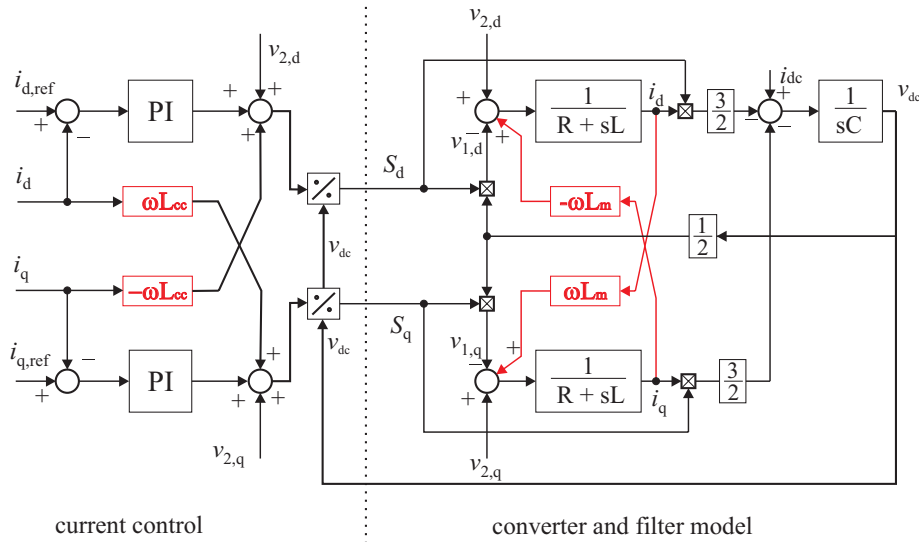 v2,d
v2,d
idc
vdc
id,ref
+
−
PI
+
+
+
+
v1,d
−
+
1
R + sL
id
3
2
−
+
−
1
sC
id
ωLcc
Sd
-ωLm
vdc
1
2
iq
−ωLcc
ωLm
Sq
vdc
v1,q
iq,ref
−
+
PI
+
+
+
−
+
+
1
R + sL
iq
3
2
v2,q
v2,q
current control
converter and filter model